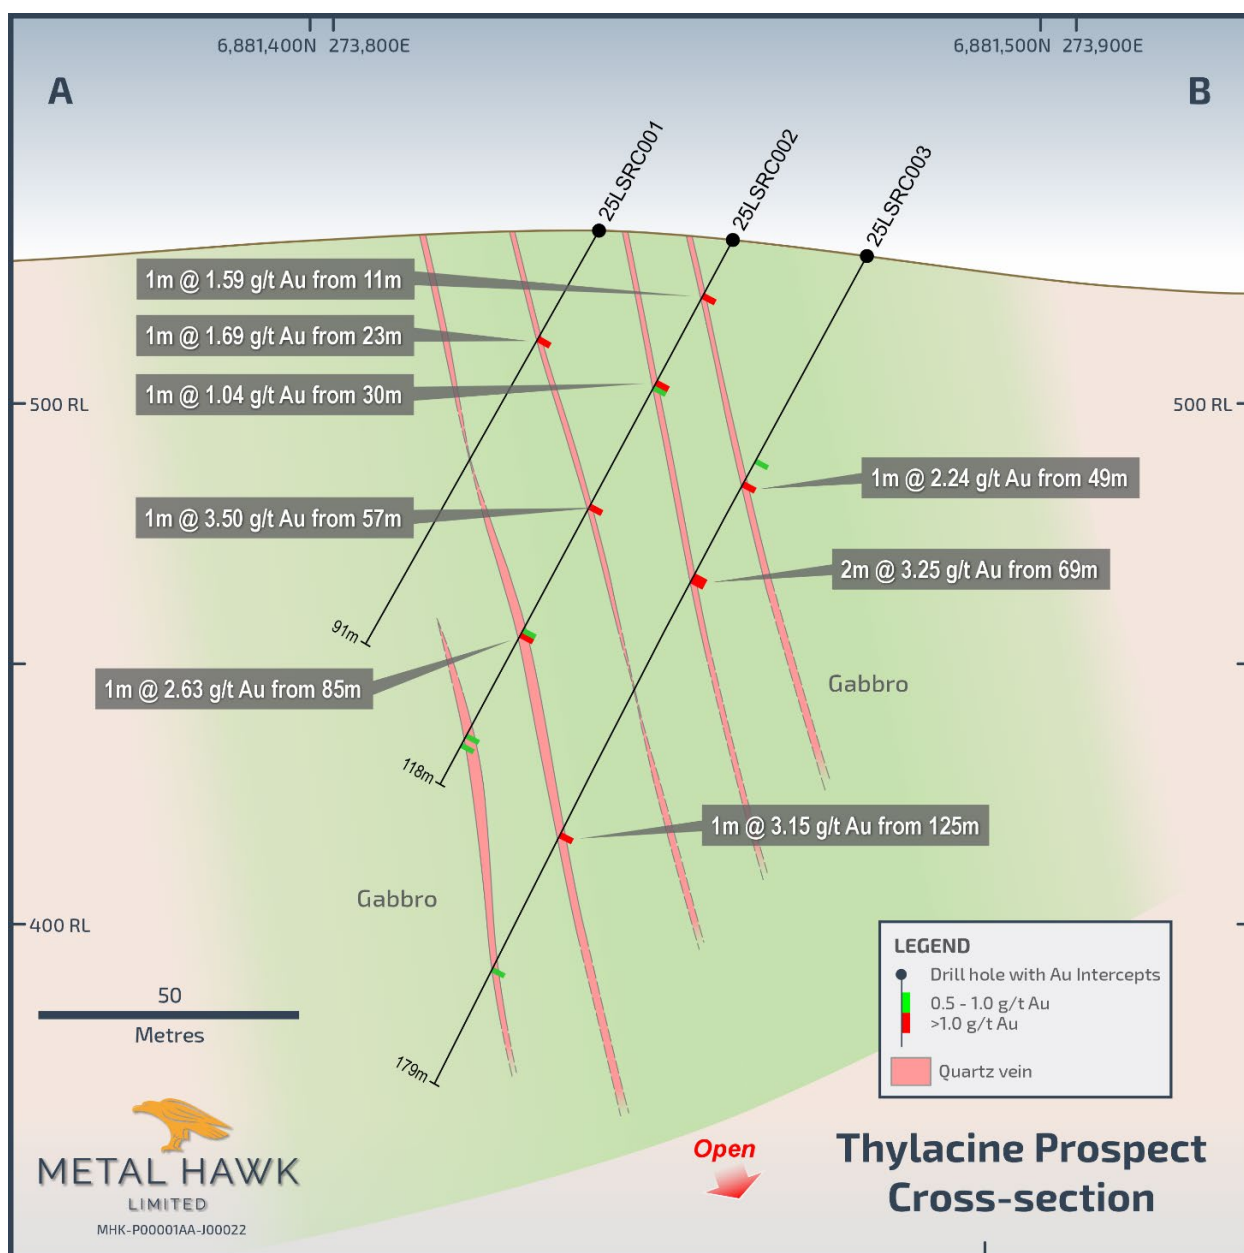 6,881,400N 273,800E
6,881,500N 273,900E
A
B
25LSRC001
25LSRC002
25LSRC003
1m @ 1.59 g/t Au from 11m
1m @ 1.69 g/t Au from 23m
1m @ 1.04 g/t Au from 30m
500 RL
500 RL
1m @ 2.24 g/t Au from 49m
1m @ 3.50 g/t Au from 57m
2m @ 3.25 g/t Au from 69m
91m
1m @ 2.63 g/t Au from 85m
Gabbro
118m
1m @ 3.15 g/t Au from 125m
Gabbro
400 RL
LEGEND
Drill hole with Au Intercepts
0.5 - 1.0 g/t Au
>1.0 g/t Au
Quartz vein
50
Metres
179m
METAL HAWK
LIMITED
MHK-P00001AA-J00022
Open
Thylacine Prospect
Cross-section